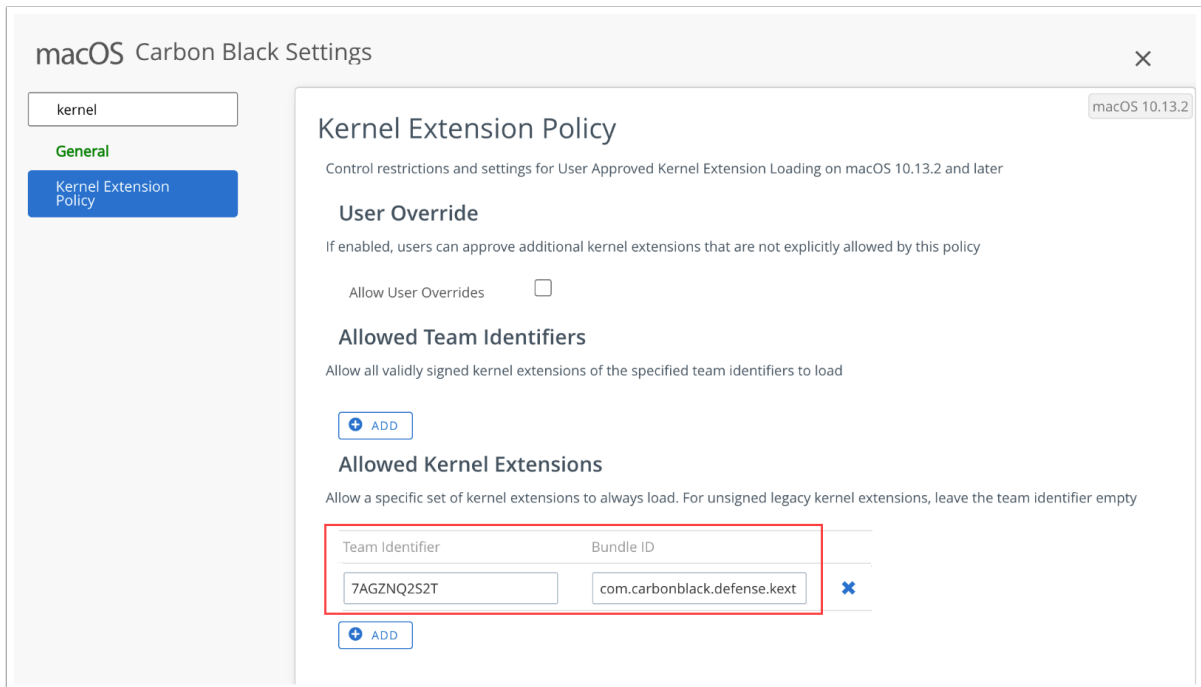 macOS Carbon Black Settings
kernel
General
Kernel Extension
Policy
macOS 10.13.2
Kernel Extension Policy
Control restrictions and settings for User Approved Kernel Extension Loading on macOS 10.13.2 and later
User Override
If enabled, users can approve additional kernel extensions that are not explicitly allowed by this policy
Allow User Overrides
Allowed Team Identifiers
Allow all validly signed kernel extensions of the specified team identifiers to load
ADD
Allowed Kernel Extensions
Allow a specific set of kernel extensions to always load. For unsigned legacy kernel extensions, leave the team identifier empty
Team Identifier Bundle ID
7AGZNQ2S2T com.carbonblack.defense.kext
ADD